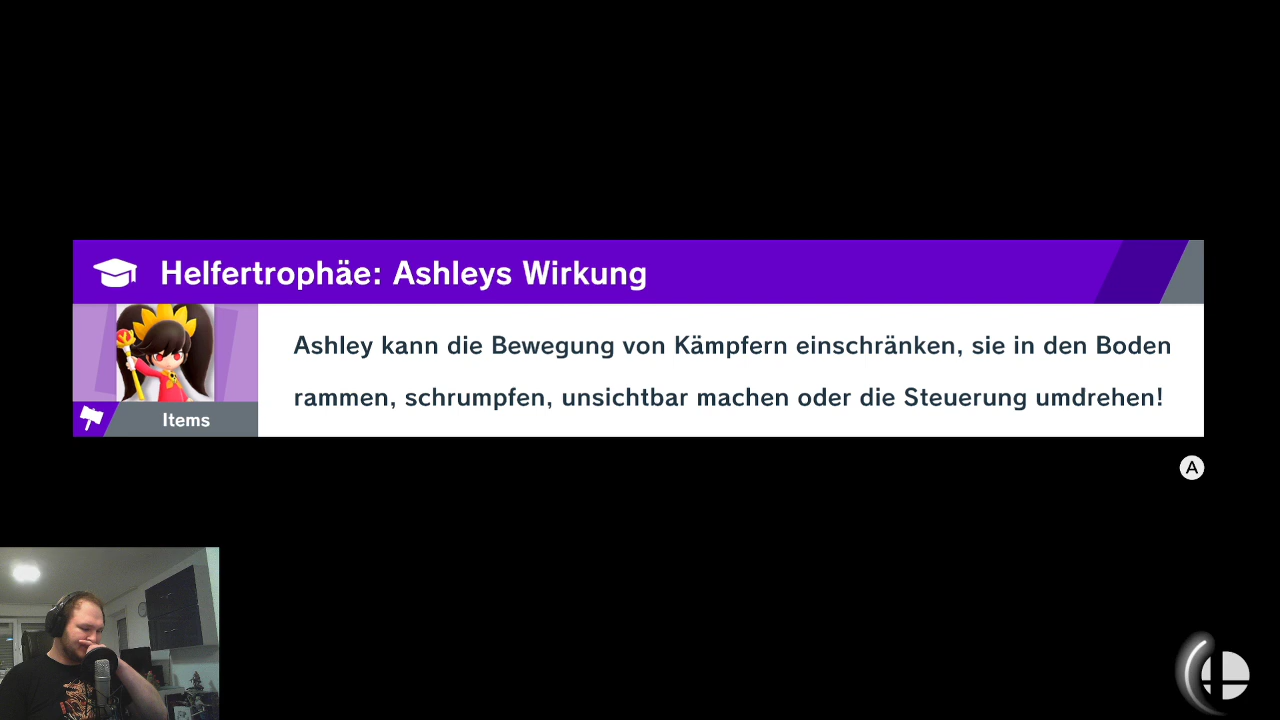 Helfertrophäe: Ashleys Wirkung
Ashley kann die Bewegung von Kämpfern einschränken, sie in den Boden
rammen, schrumpfen, unsichtbar machen oder die Steuerung umdrehen!
Items
A